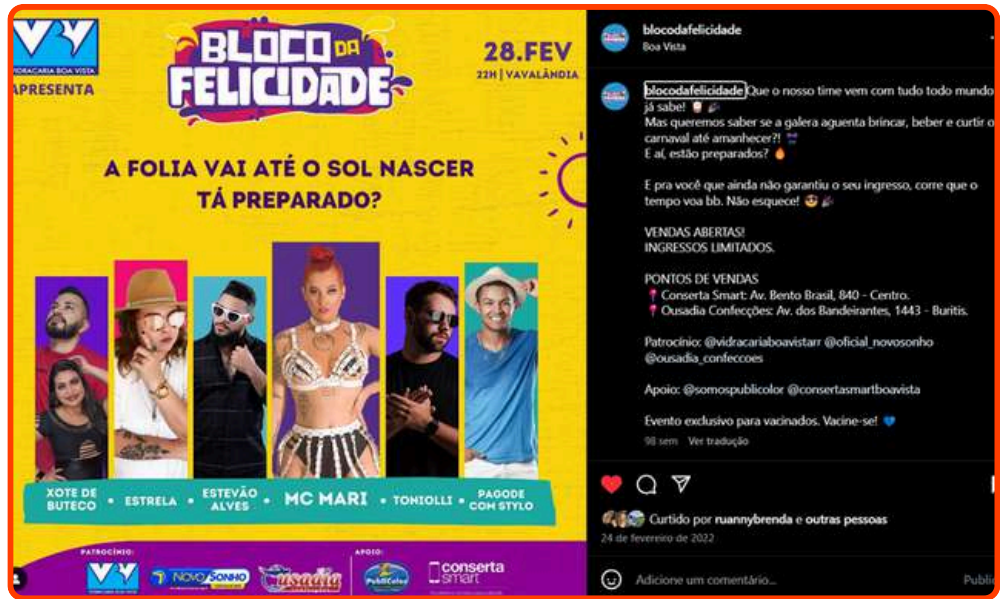 VBV
VIDRACARIA BOA VISTA
APRESENTA
BLOCO DA
FELICIDADE
28.FEV
22H | VAVALÂNDIA
A FOLIA VAI ATÉ O SOL NASCER
TÁ PREPARADO?
XOTE DE
BUTECO
• ESTRELA •
ESTEVÃO
ALVES
• MC MARI • TONIOLLI •
PAGODE
COM STYLO
PATROCÍNIO:
VBV
NOVO SONHO
Ousadia
APOIO:
PubliColor
conserta
smart
blocodafelicidade
Boa Vista
blocodafelicidade Que o nosso time vem com tudo todo mundo
já sabe!
Mas queremos saber se a galera aguenta brincar, beber e curtir o
carnaval até amanhecer?!
E aí, estão preparados?
E pra você que ainda não garantiu o seu ingresso, corre que o
tempo voa bb. Não esquece!
VENDAS ABERTAS!
INGRESSOS LIMITADOS.
PONTOS DE VENDAS
Conserta Smart: Av. Bento Brasil, 840 - Centro.
Ousadia Confecções: Av. dos Bandeirantes, 1443 - Buritis.
Patrocínio: @vidracariaboavistarr @oficial_novosonho
@ousadia_confeccoes
Apoio: @somospublicolor @consertasmartboavista
Evento exclusivo para vacinados. Vacine-se!
98 sem Ver tradução
Curtido por ruannybrenda e outras pessoas
24 de fevereiro de 2022
Adicione um comentário...
Public